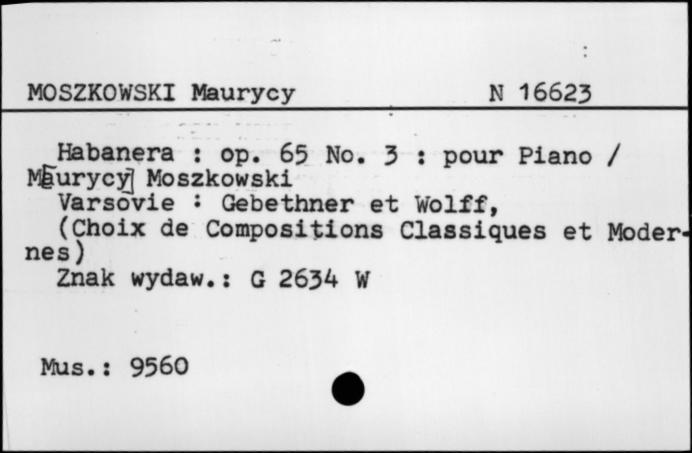 MOSZKOWSKI Maurycy N 16623
Habanera : op. 65 No. 3 : pour Piano /
M[aurycy] Moszkowski
Varsovie : Gebethner et Wolff,
(Choix de Compositions Classiques et Moder-
nes)
Znak wydaw.: G 2634 W
Mus.: 9560